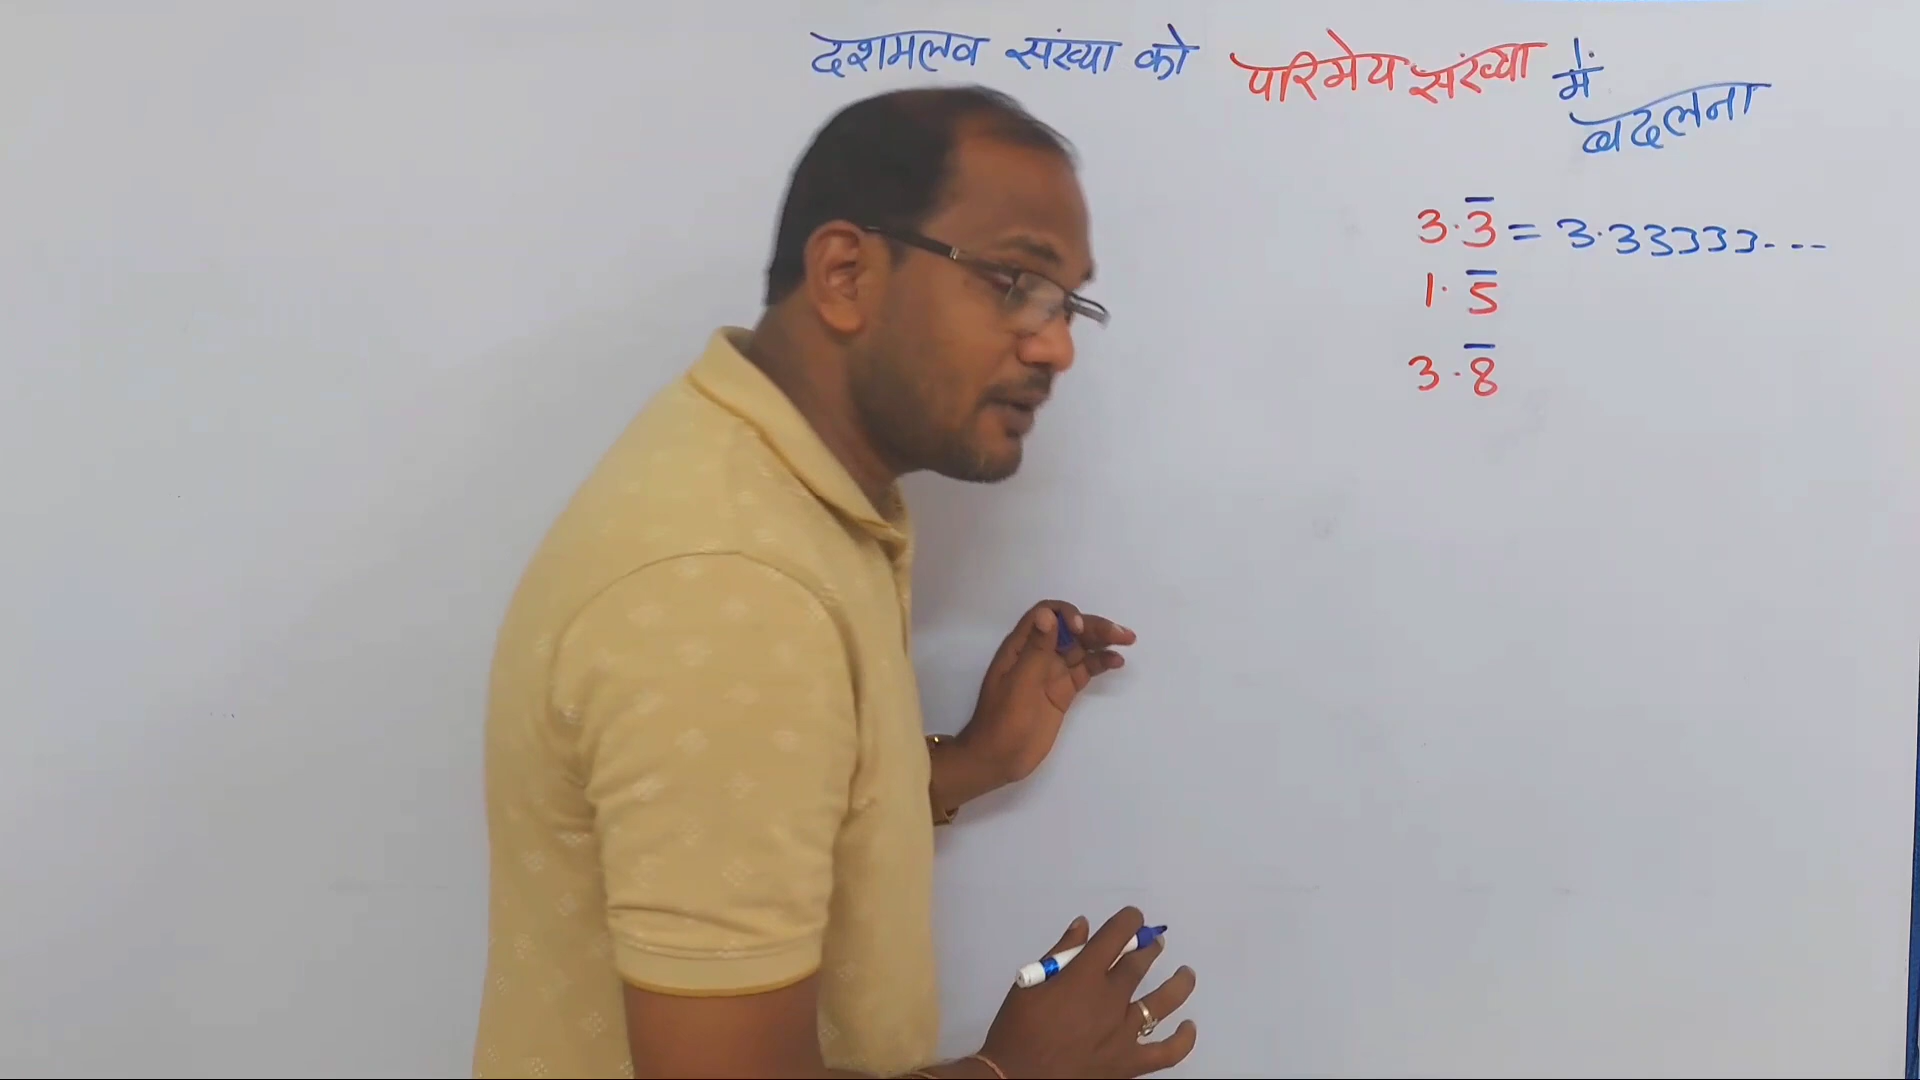 दशमलव संख्या को परिमेय संख्या में
बदलना
3.3̅ = 3.33333---
1.5̅
3.8̅